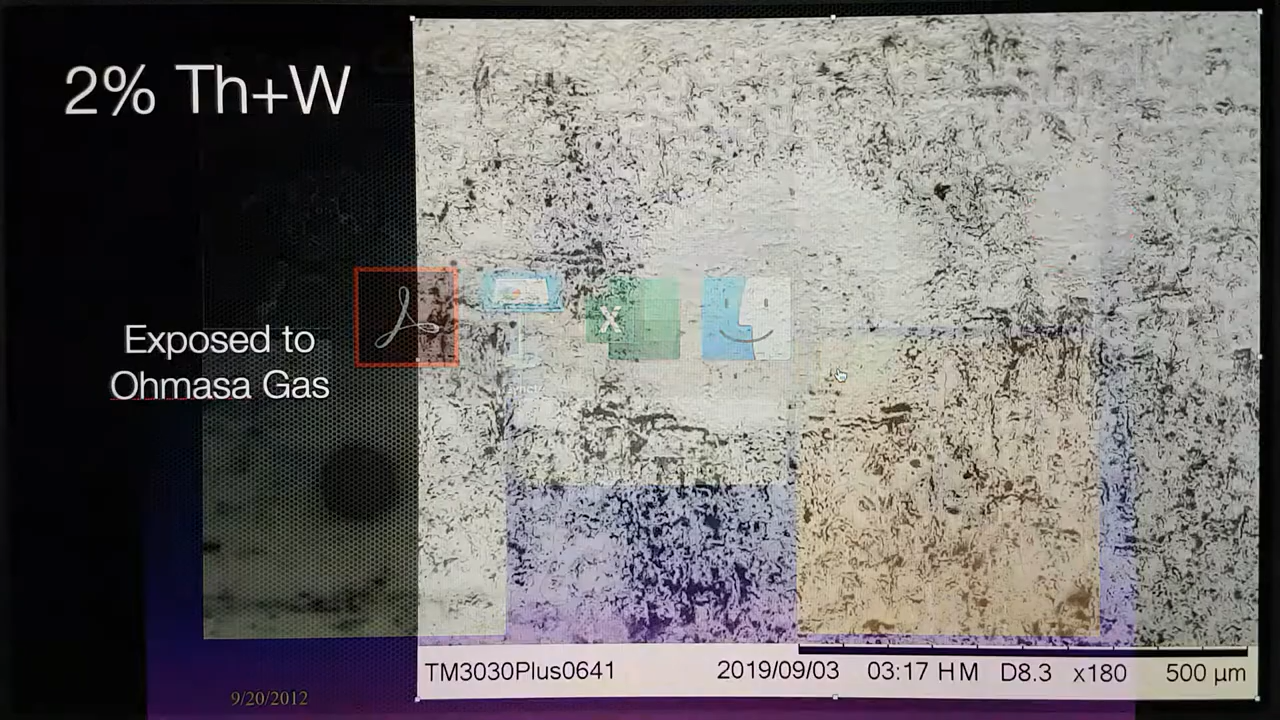 2% Th+W
Exposed to
Ohmasa Gas
X
9/20/2012
TM3030Plus0641 2019/09/03 03:17 HM D8.3 x180 500 µm